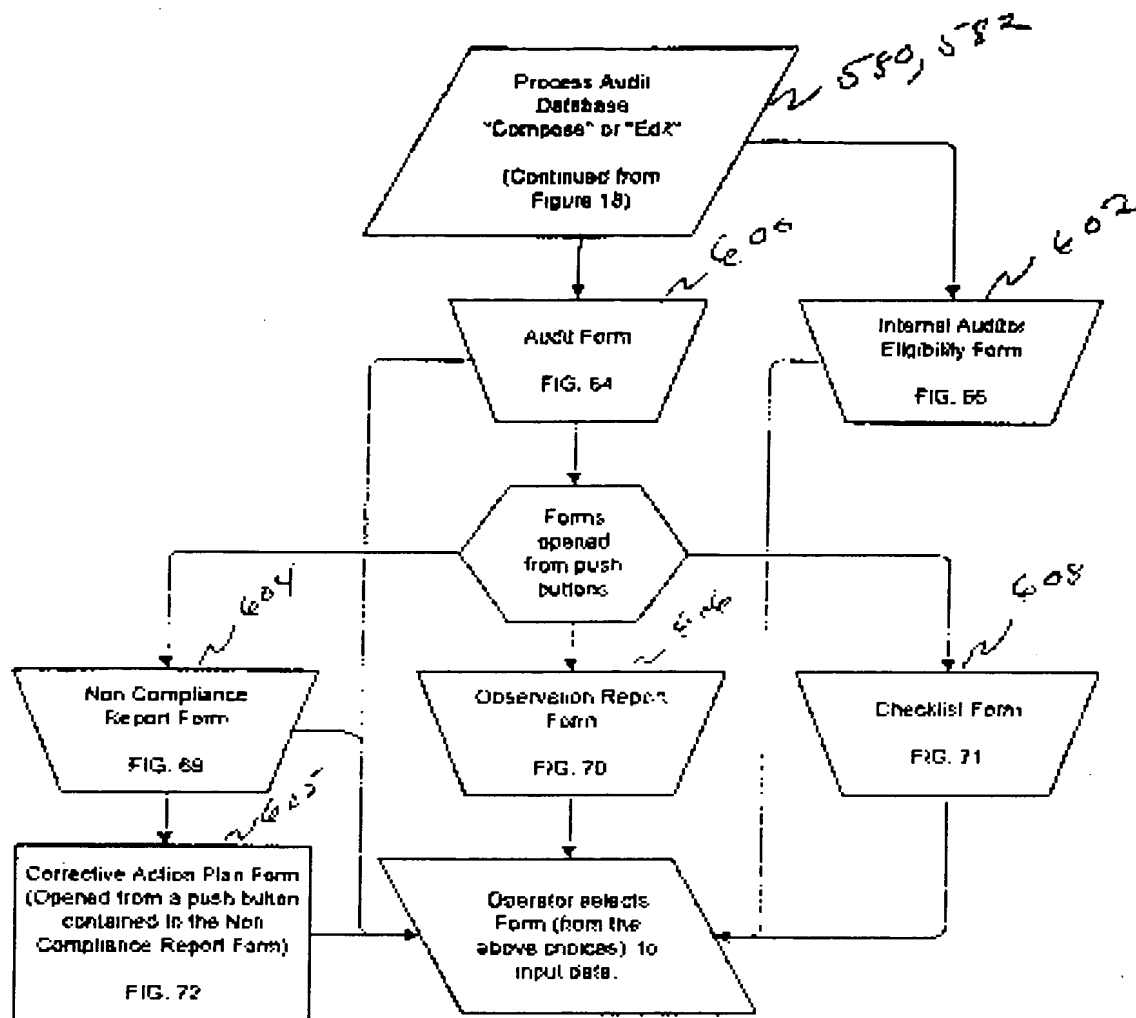 580, 582
Process Audit
Database
"Compose" or "Edit"
(Continued from
Figure 18)
600
602
Audit Form
FIG. 64
Internal Auditor
Eligibility Form
FIG. 66
Forms
opened
from push
buttons
604
606
608
Non Compliance
Report Form
FIG. 69
Observation Report
Form
FIG. 70
Checklist Form
FIG. 71
605
Corrective Action Plan Form
(Opened from a push button
contained in the Non
Compliance Report Form)
FIG. 72
Operator selects
Form (from the
above choices) to
input data.